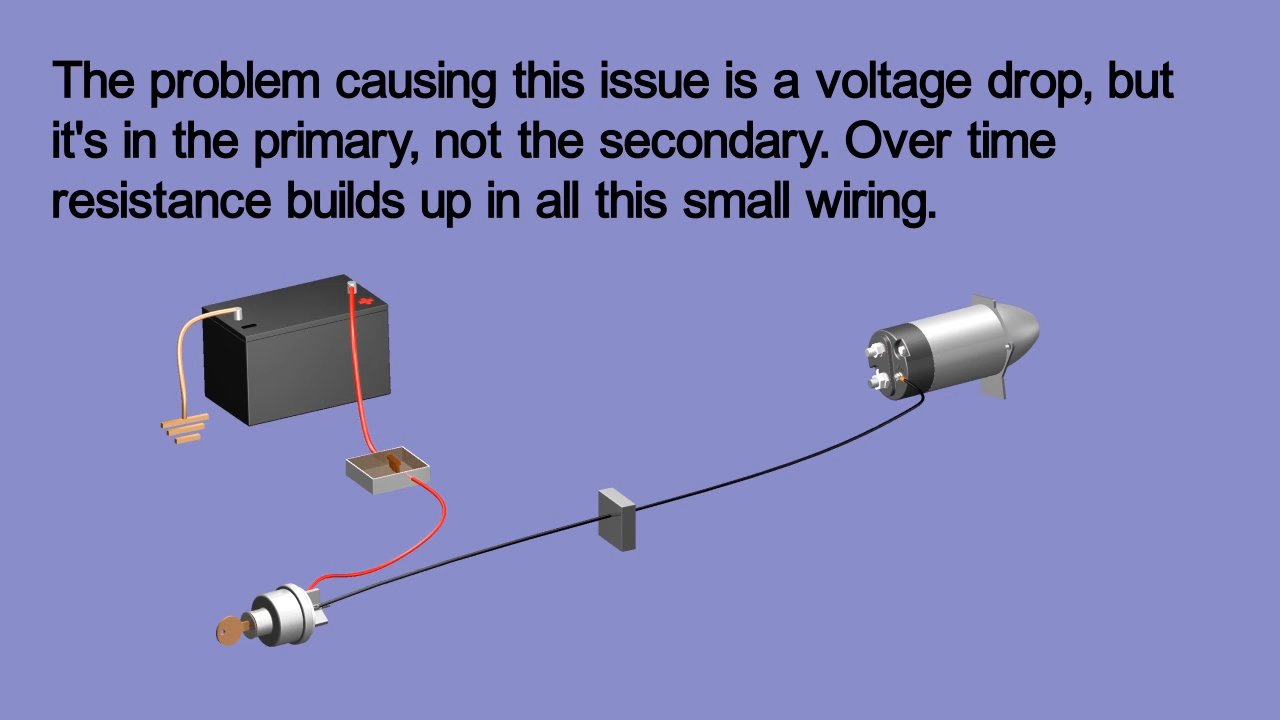 The problem causing this issue is a voltage drop, but
it's in the primary, not the secondary. Over time
resistance builds up in all this small wiring.